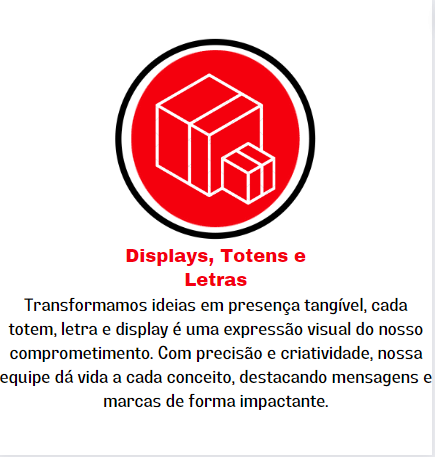 Displays, Totens e
Letras
Transformamos ideias em presença tangível, cada
totem, letra e display é uma expressão visual do nosso
comprometimento. Com precisão e criatividade, nossa
equipe dá vida a cada conceito, destacando mensagens e
marcas de forma impactante.